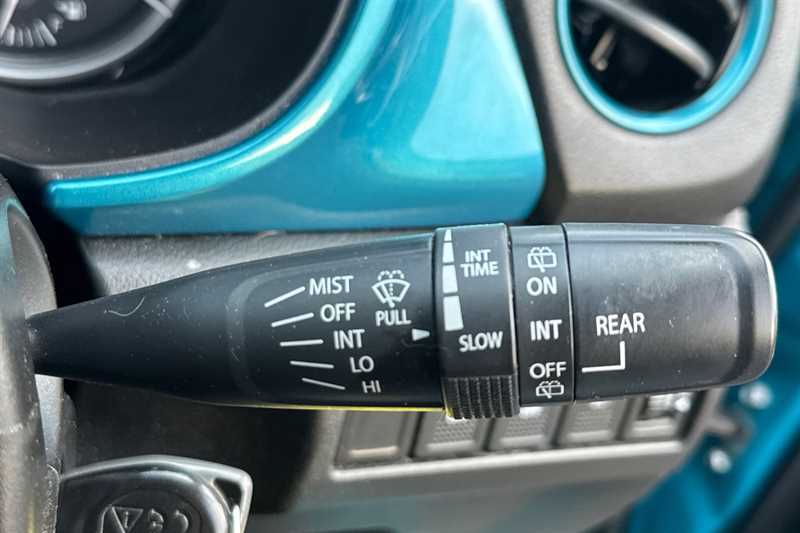 MIST
OFF
INT
LO
HI
PULL
INT
TIME
SLOW
ON
INT
OFF
REAR